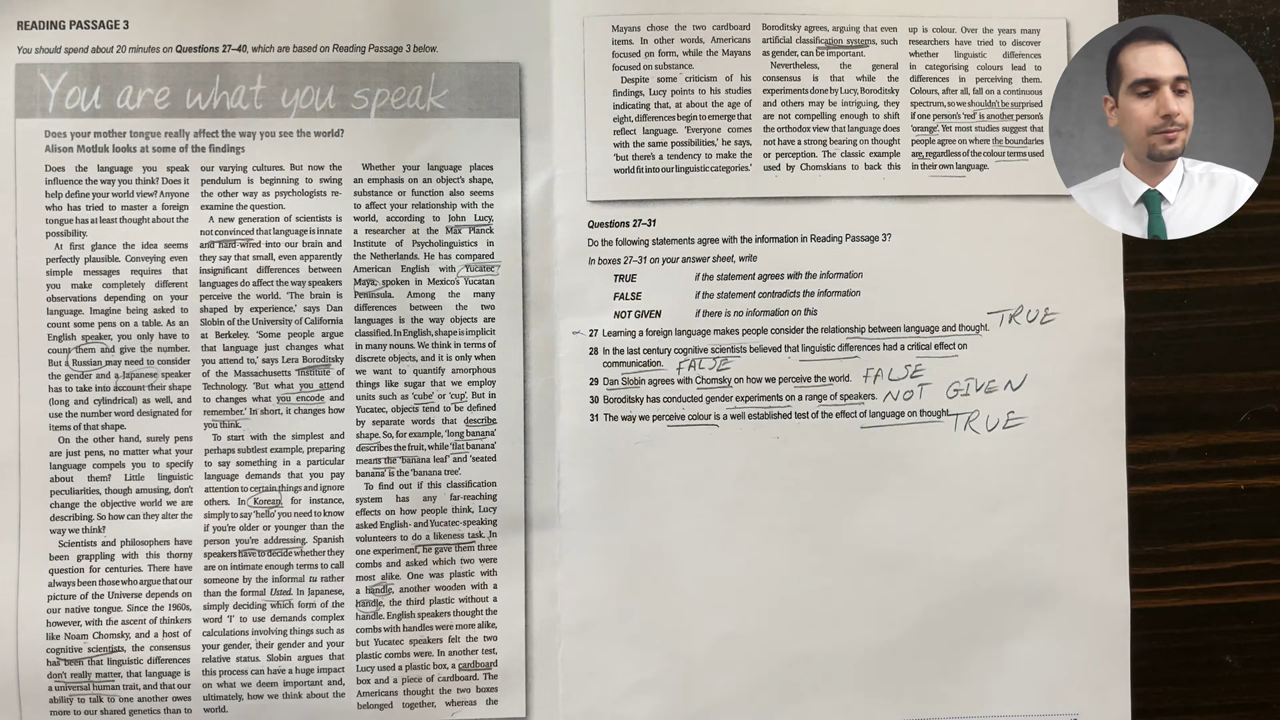 READING PASSAGE 3
You should spend about 20 minutes on Questions 27–40, which are based on Reading Passage 3 below.
You are what you speak
Does your mother tongue really affect the way you see the world?
Alison Motluk looks at some of the findings
Does the language you speak
influence the way you think? Does it
help define your world view? Anyone
who has tried to master a foreign
tongue has at least thought about the
possibility.
At first glance the idea seems
perfectly plausible. Conveying even
simple messages requires that
you make completely different
observations depending on your
language. Imagine being asked to
count some pens on a table. As an
English speaker, you only have to
count them and give the number.
But a Russian may need to consider
the gender and a Japanese speaker
has to take into account their shape
(long and cylindrical) as well, and
use the number word designated for
items of that shape.
On the other hand, surely pens
are just pens, no matter what your
language compels you to specify
about them? Little linguistic
peculiarities, though amusing, don't
change the objective world we are
describing. So how can they alter the
way we think?
Scientists and philosophers have
been grappling with this thorny
question for centuries. There have
always been those who argue that our
picture of the Universe depends on
our native tongue. Since the 1960s,
however, with the ascent of thinkers
like Noam Chomsky, and a host of
cognitive scientists, the consensus
has been that linguistic differences
don't really matter, that language is
a universal human trait, and that our
ability to talk to one another owes
more to our shared genetics than to
our varying cultures. But now the
pendulum is beginning to swing
the other way as psychologists re-
examine the question.
A new generation of scientists is
not convinced that language is innate
and hard-wired into our brain and
they say that small, even apparently
insignificant differences between
languages do affect the way speakers
perceive the world. 'The brain is
shaped by experience,' says Dan
Slobin of the University of California
at Berkeley. 'Some people argue
that language just changes what
you attend to,' says Lera Boroditsky
of the Massachusetts Institute of
Technology. 'But what you attend
to changes what you encode and
remember.' In short, it changes how
you think.
To start with the simplest and
perhaps subtlest example, preparing
to say something in a particular
language demands that you pay
attention to certain things and ignore
others. In Korean, for instance,
simply to say 'hello' you need to know
if you're older or younger than the
person you're addressing. Spanish
speakers have to decide whether they
are on intimate enough terms to call
someone by the informal tu rather
than the formal Usted. In Japanese,
simply deciding which form of the
word 'I' to use demands complex
calculations involving things such as
your age, your gender and your
relative status. Slobin argues that
this process can have a huge impact
on what we deem important and,
ultimately, how we think about the
world.
Whether your language places
an emphasis on an object's shape,
substance or function also seems
to affect your relationship with the
world, according to John Lucy,
a researcher at the Max Planck
Institute of Psycholinguistics in
the Netherlands. He has compared
American English with Yucatec
Maya, spoken in Mexico's Yucatan
Peninsula. Among the many
differences between the two
languages is the way objects are
classified. In English, shape is implicit
in many nouns. We think in terms of
discrete objects, and it is only when
we want to quantify amorphous
things like sugar that we employ
units such as 'cube' or 'cup'. But in
Yucatec, objects tend to be defined
by separate words that describe
shape. So, for example, 'long banana'
describes the fruit, while 'flat banana'
means the 'banana leaf' and 'seated
banana' is the 'banana tree'.
To find out if this classification
system has any far-reaching
effects on how people think, Lucy
asked English- and Yucatec-speaking
volunteers to do a likeness task. In
one experiment, he gave them three
combs and asked which two were
most alike. One was plastic with
a handle, another wooden with a
handle, the third plastic without a
handle. English speakers thought the
combs with handles were more alike,
but Yucatec speakers felt the two
plastic combs were. In another test,
Lucy used a plastic box, a cardboard
box and a piece of cardboard. The
Americans thought the two boxes
belonged together, whereas the
Mayans chose the two cardboard
items. In other words, Americans
focused on form, while the Mayans
focused on substance.
Despite some criticism of his
findings, Lucy points to his studies
indicating that, at about the age of
eight, differences begin to emerge that
reflect language. 'Everyone comes
with the same possibilities,' he says,
'but there's a tendency to make the
world fit into our linguistic categories.'
Boroditsky agrees, arguing that even
artificial classification systems, such
as gender, can be important.
Nevertheless, the general
consensus is that while the
experiments done by Lucy, Boroditsky
and others may be intriguing, they
are not compelling enough to shift
the orthodox view that language does
not have a strong bearing on thought
or perception. The classic example
used by Chomskians to back this
up is colour. Over the years many
researchers have tried to discover
whether linguistic differences
in categorising colours lead to
differences in perceiving them.
Colours, after all, fall on a continuous
spectrum, so we shouldn't be surprised
if one person's 'red' is another person's
'orange'. Yet most studies suggest that
people agree on where the boundaries
are, regardless of the colour terms used
in their own language.
Questions 27–31
Do the following statements agree with the information in Reading Passage 3?
In boxes 27–31 on your answer sheet, write
TRUE if the statement agrees with the information
FALSE if the statement contradicts the information
NOT GIVEN if there is no information on this
27 Learning a foreign language makes people consider the relationship between language and thought. TRUE
28 In the last century cognitive scientists believed that linguistic differences had a critical effect on
communication. FALSE
29 Dan Slobin agrees with Chomsky on how we perceive the world. FALSE
30 Boroditsky has conducted gender experiments on a range of speakers. NOT GIVEN
31 The way we perceive colour is a well established test of the effect of language on thought. TRUE